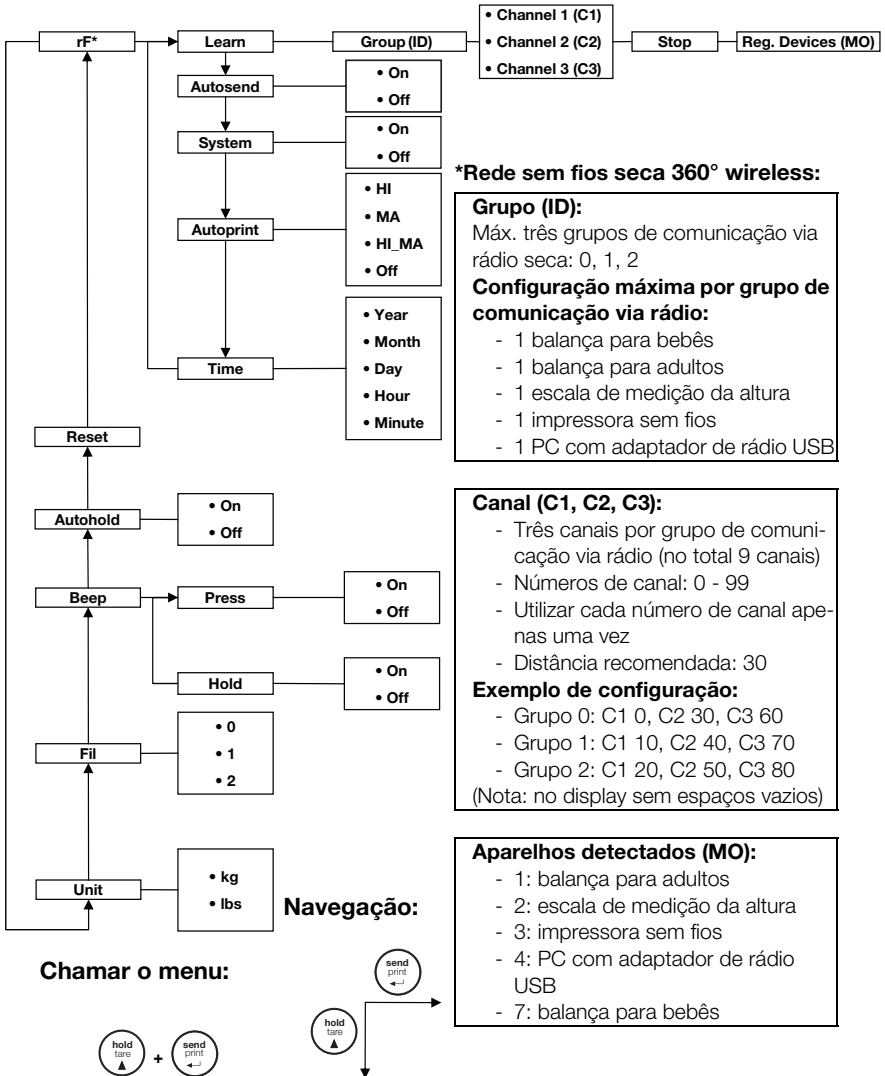 rF*
Learn
Group (ID)
• Channel 1 (C1)
• Channel 2 (C2)
• Channel 3 (C3)
Stop
Reg. Devices (MO)
Autosend
• On
• Off
System
• On
• Off
Autoprint
• HI
• MA
• HI_MA
• Off
Time
• Year
• Month
• Day
• Hour
• Minute
Reset
Autohold
• On
• Off
Beep
Press
• On
• Off
Hold
• On
• Off
Fil
• 0
• 1
• 2
Unit
• kg
• lbs
*Rede sem fios seca 360° wireless:
Grupo (ID):
Máx. três grupos de comunicação via
rádio seca: 0, 1, 2
Configuração máxima por grupo de
comunicação via rádio:
- 1 balança para bebês
- 1 balança para adultos
- 1 escala de medição da altura
- 1 impressora sem fios
- 1 PC com adaptador de rádio USB
Canal (C1, C2, C3):
- Três canais por grupo de comuni-
cação via rádio (no total 9 canais)
- Números de canal: 0 - 99
- Utilizar cada número de canal ape-
nas uma vez
- Distância recomendada: 30
Exemplo de configuração:
- Grupo 0: C1 0, C2 30, C3 60
- Grupo 1: C1 10, C2 40, C3 70
- Grupo 2: C1 20, C2 50, C3 80
(Nota: no display sem espaços vazios)
Aparelhos detectados (MO):
- 1: balança para adultos
- 2: escala de medição da altura
- 3: impressora sem fios
- 4: PC com adaptador de rádio
USB
- 7: balança para bebês
Navegação:
send
print
hold
tare
Chamar o menu:
hold
tare
+
send
print